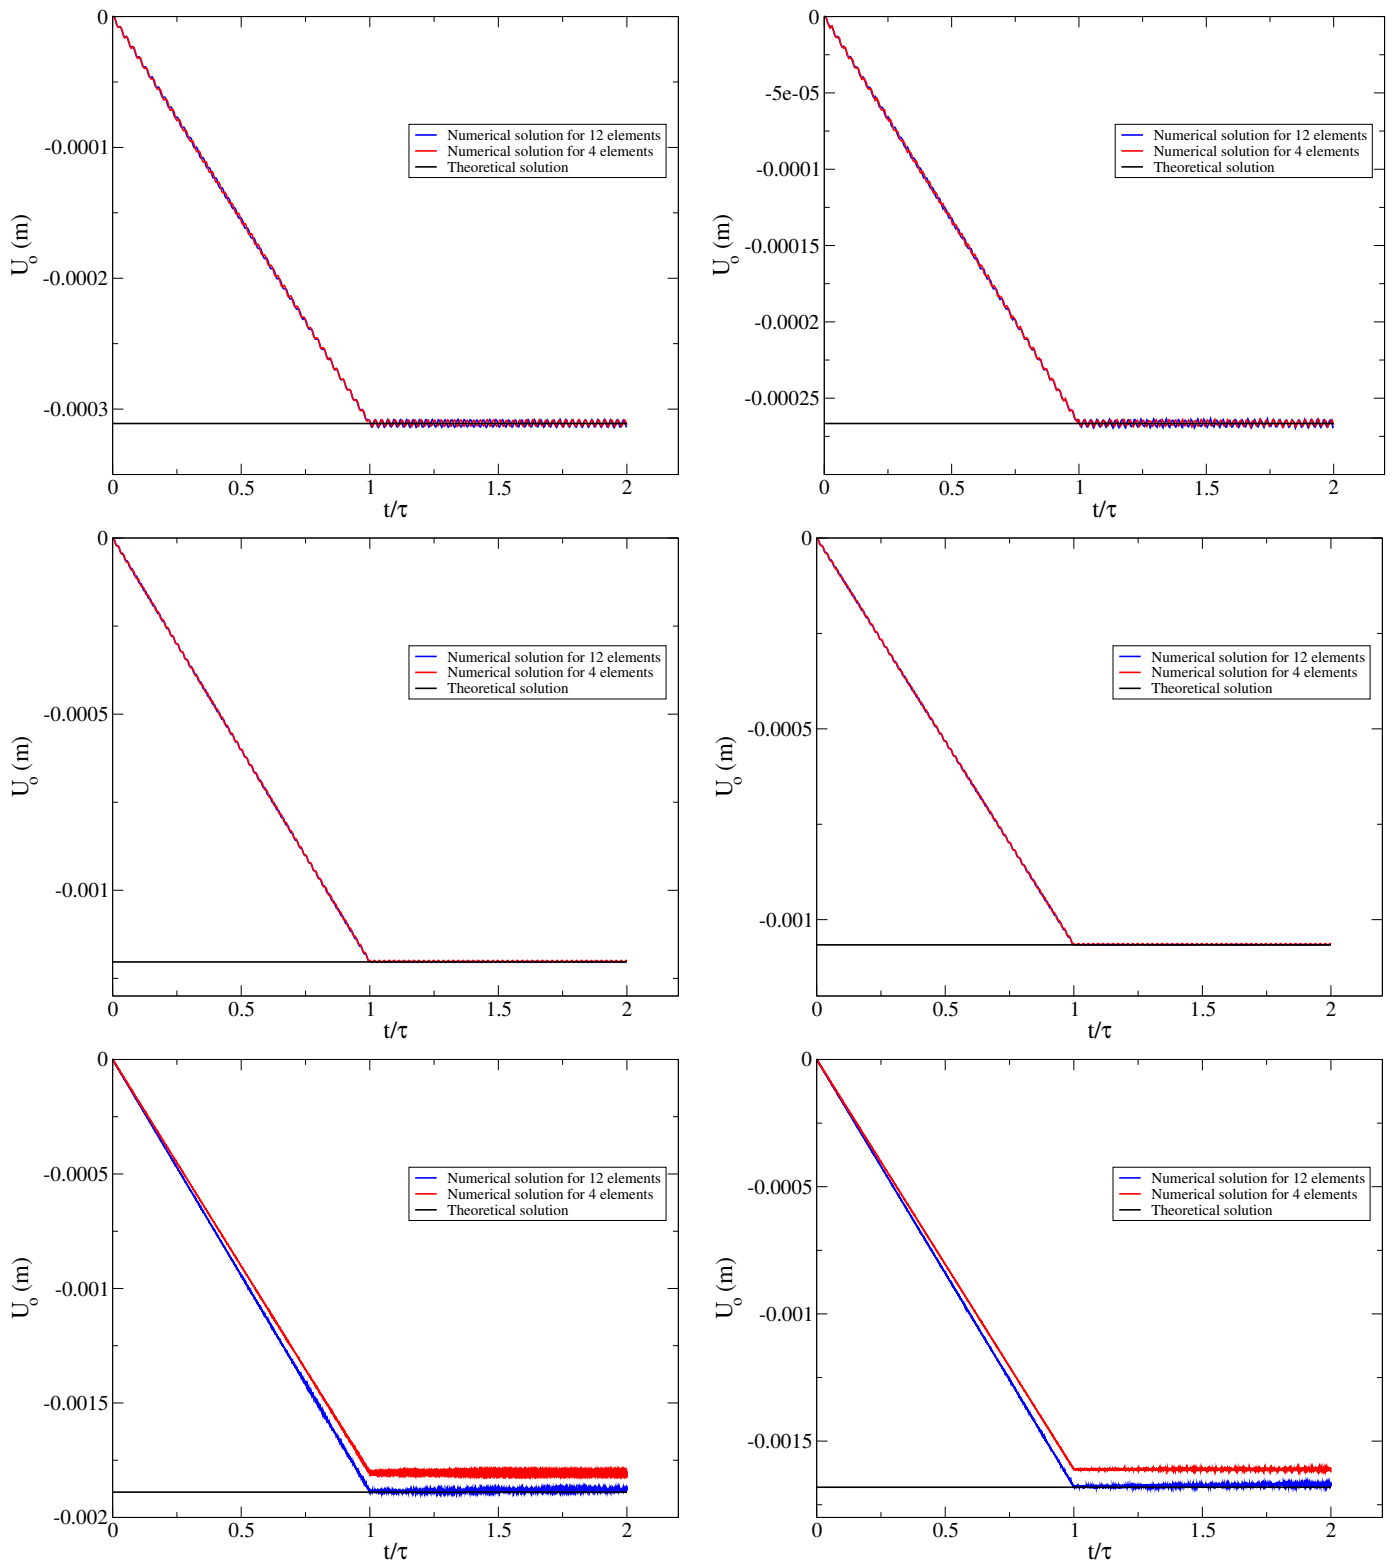 0
-0.0001
-0.0002
-0.0003
U_o (m)
0 0.5 1 1.5 2
t/τ
Numerical solution for 12 elements
Numerical solution for 4 elements
Theoretical solution
0
-5e-05
-0.0001
-0.00015
-0.0002
-0.00025
U_o (m)
0 0.5 1 1.5 2
t/τ
Numerical solution for 12 elements
Numerical solution for 4 elements
Theoretical solution
0
-0.0005
-0.001
U_o (m)
0 0.5 1 1.5 2
t/τ
Numerical solution for 12 elements
Numerical solution for 4 elements
Theoretical solution
0
-0.0005
-0.001
U_o (m)
0 0.5 1 1.5 2
t/τ
Numerical solution for 12 elements
Numerical solution for 4 elements
Theoretical solution
0
-0.0005
-0.001
-0.0015
-0.002
U_o (m)
0 0.5 1 1.5 2
t/τ
Numerical solution for 12 elements
Numerical solution for 4 elements
Theoretical solution
0
-0.0005
-0.001
-0.0015
U_o (m)
0 0.5 1 1.5 2
t/τ
Numerical solution for 12 elements
Numerical solution for 4 elements
Theoretical solution